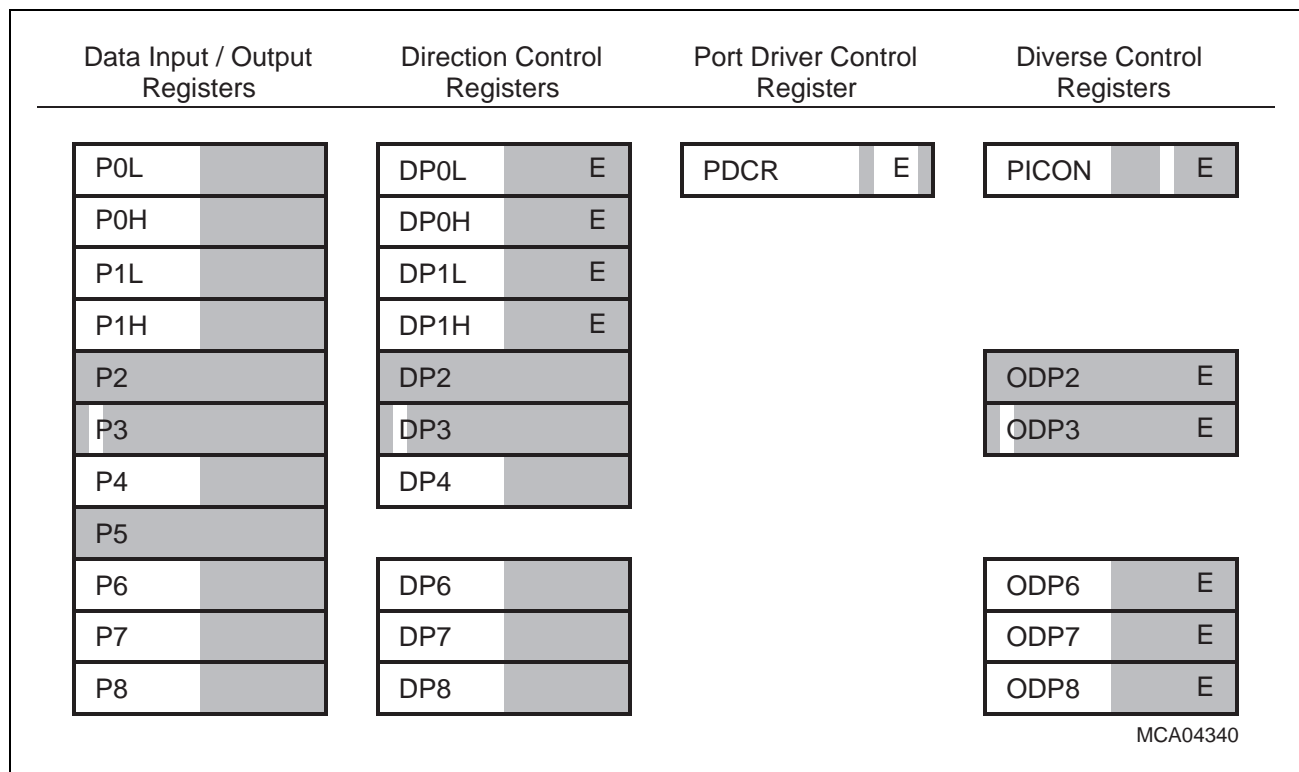 Data Input / Output
Registers
Direction Control
Registers
Port Driver Control
Register
Diverse Control
Registers
P0L
DP0L E
PDCR E
PICON E
P0H
DP0H E
P1L
DP1L E
P1H
DP1H E
P2
DP2
ODP2 E
P3
DP3
ODP3 E
P4
DP4
P5
P6
DP6
ODP6 E
P7
DP7
ODP7 E
P8
DP8
ODP8 E
MCA04340